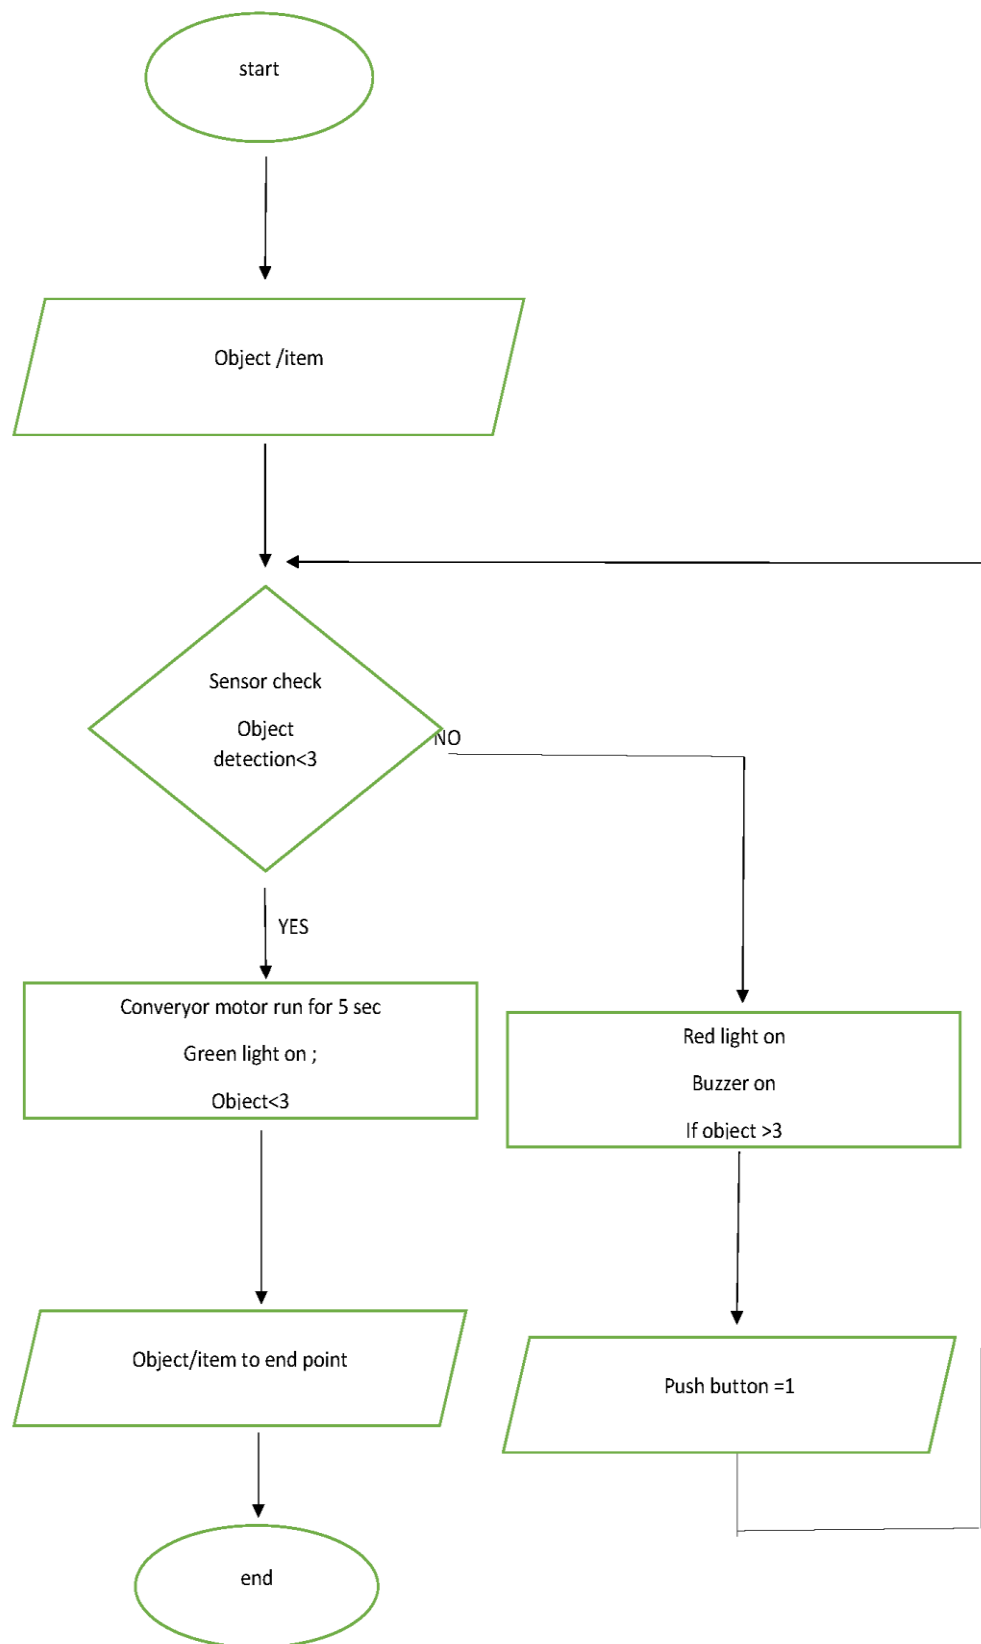 start
Object /item
Sensor check
Object
detection<3
NO
YES
Converyor motor run for 5 sec
Green light on ;
Object<3
Red light on
Buzzer on
If object >3
Object/item to end point
Push button =1
end